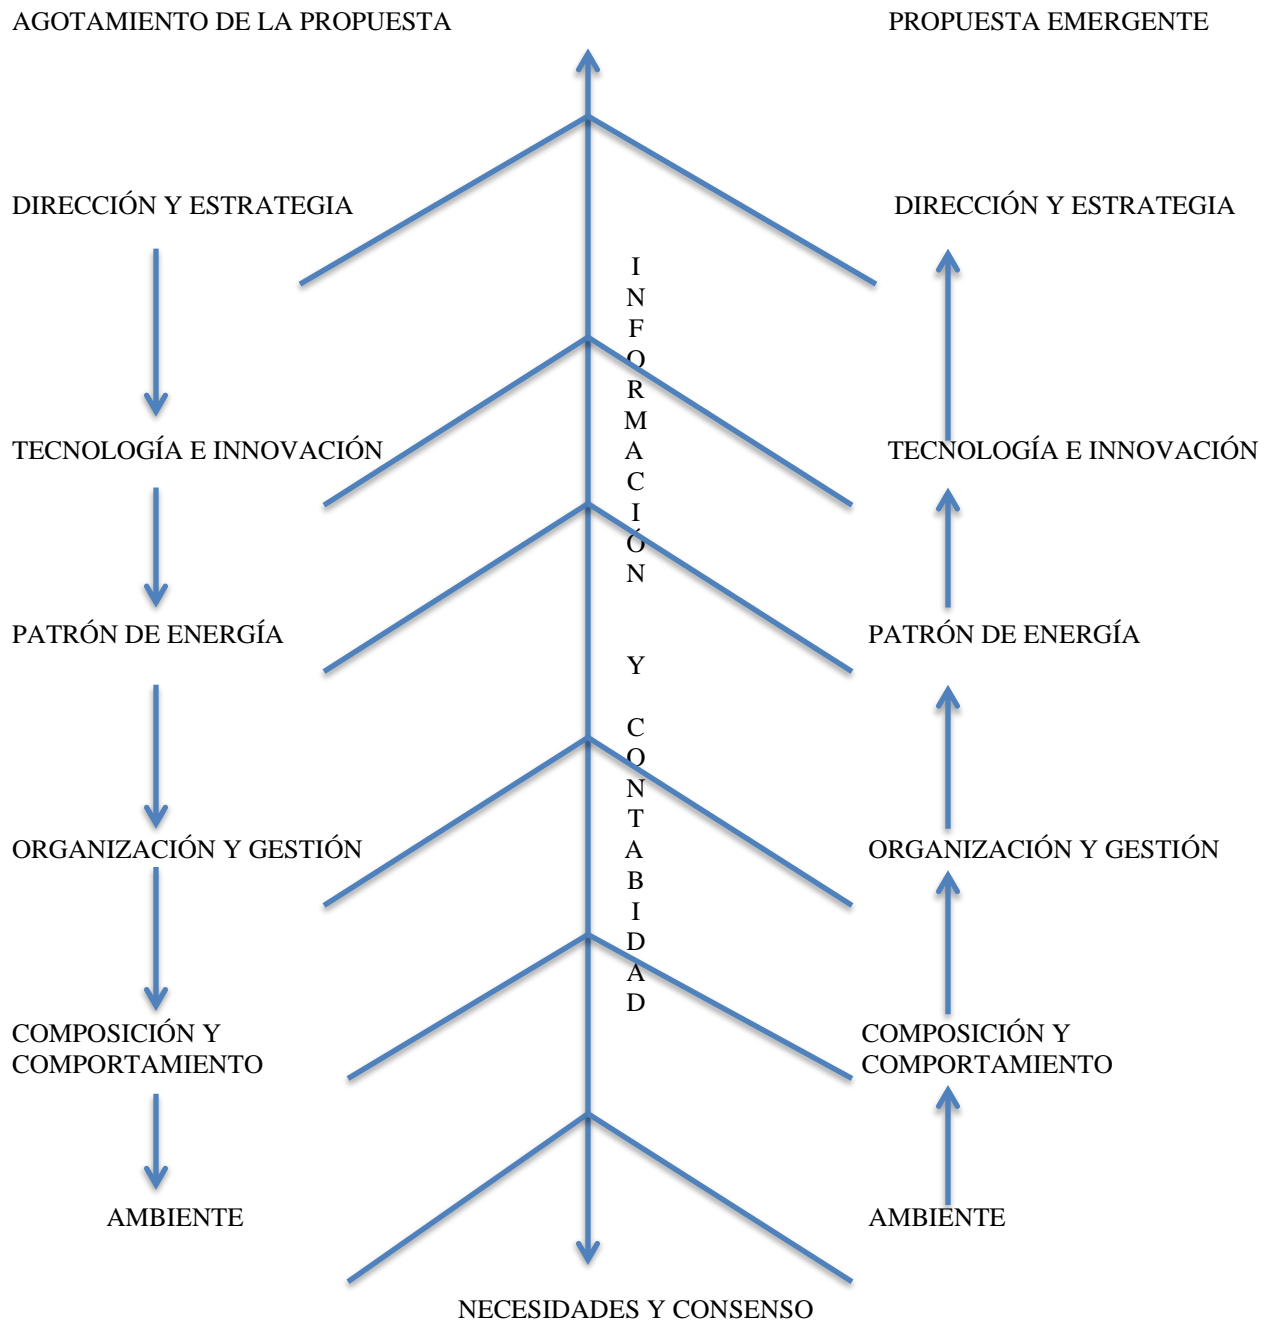 AGOTAMIENTO DE LA PROPUESTA
PROPUESTA EMERGENTE
DIRECCIÓN Y ESTRATEGIA
DIRECCIÓN Y ESTRATEGIA
INFORMACIÓN Y CONTABIDAD
TECNOLOGÍA E INNOVACIÓN
TECNOLOGÍA E INNOVACIÓN
PATRÓN DE ENERGÍA
PATRÓN DE ENERGÍA
ORGANIZACIÓN Y GESTIÓN
ORGANIZACIÓN Y GESTIÓN
COMPOSICIÓN Y
COMPORTAMIENTO
COMPOSICIÓN Y
COMPORTAMIENTO
AMBIENTE
AMBIENTE
NECESIDADES Y CONSENSO